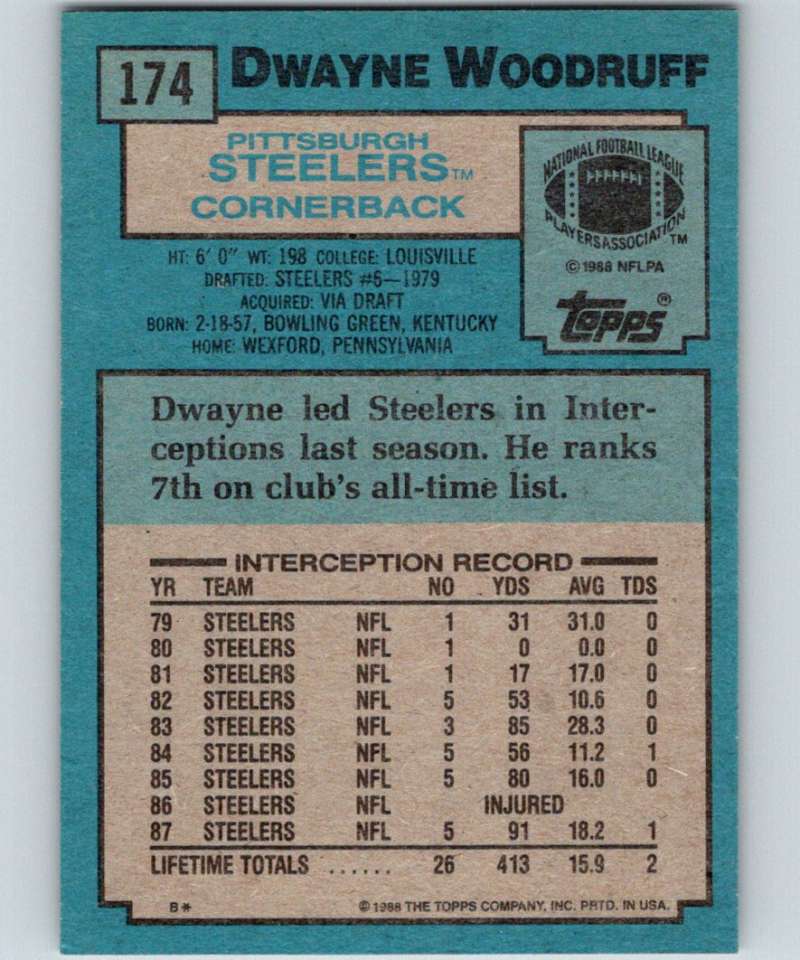 174 DWAYNE WOODRUFF
PITTSBURGH
STEELERS™
CORNERBACK
NATIONAL FOOTBALL LEAGUE
PLAYERS ASSOCIATION™
©1988 NFLPA
Topps®
HT: 6' 0" WT: 198 COLLEGE: LOUISVILLE
DRAFTED: STEELERS #6—1979
ACQUIRED: VIA DRAFT
BORN: 2-18-57, BOWLING GREEN, KENTUCKY
HOME: WEXFORD, PENNSYLVANIA
Dwayne led Steelers in Inter-
ceptions last season. He ranks
7th on club's all-time list.
INTERCEPTION RECORD
YR TEAM NO YDS AVG TDS
79 STEELERS NFL 1 31 31.0 0
80 STEELERS NFL 1 0 0.0 0
81 STEELERS NFL 1 17 17.0 0
82 STEELERS NFL 5 53 10.6 0
83 STEELERS NFL 3 85 28.3 0
84 STEELERS NFL 5 56 11.2 1
85 STEELERS NFL 5 80 16.0 0
86 STEELERS NFL INJURED
87 STEELERS NFL 5 91 18.2 1
LIFETIME TOTALS ...... 26 413 15.9 2
B* ©1988 THE TOPPS COMPANY, INC. PRTD. IN USA.